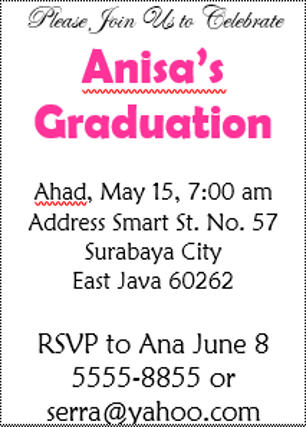 Please Join Us to Celebrate
Anisa's
Graduation
Ahad, May 15, 7:00 am
Address Smart St. No. 57
Surabaya City
East Java 60262
RSVP to Ana June 8
5555-8855 or
serra@yahoo.com